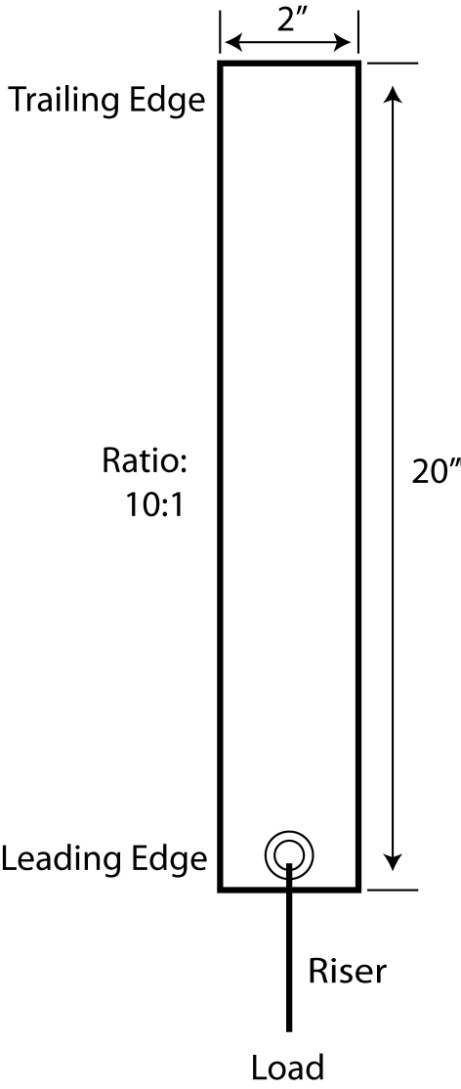 2”
Trailing Edge
Ratio:
10:1
20”
Leading Edge
Riser
Load